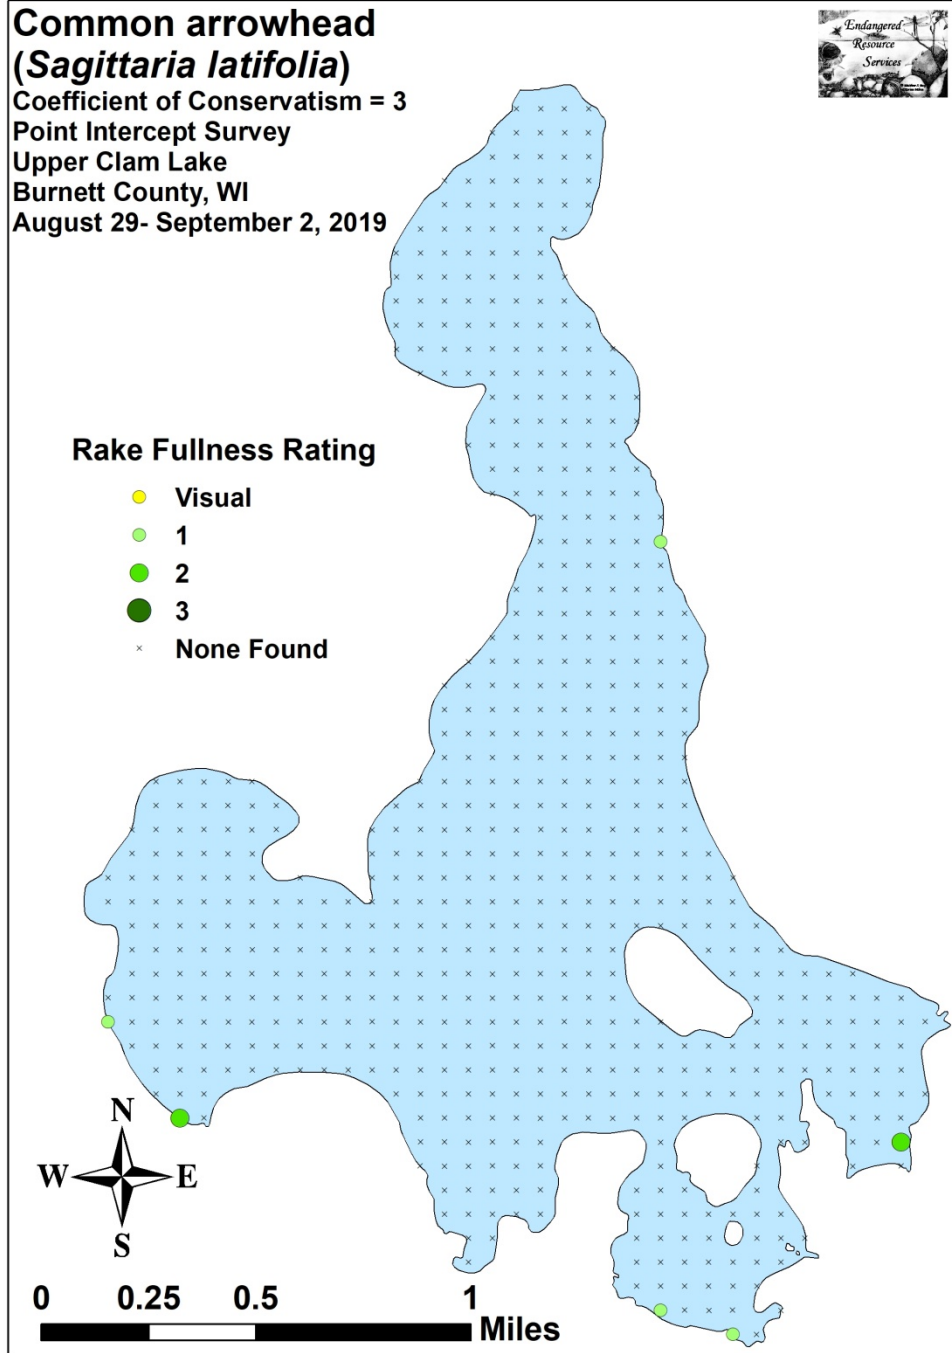 Common arrowhead
(Sagittaria latifolia)
Coefficient of Conservatism = 3
Point Intercept Survey
Upper Clam Lake
Burnett County, WI
August 29- September 2, 2019
Endangered
Resource
Services
Rake Fullness Rating
Visual
1
2
3
None Found
N
W E
S
0 0.25 0.5 1
Miles